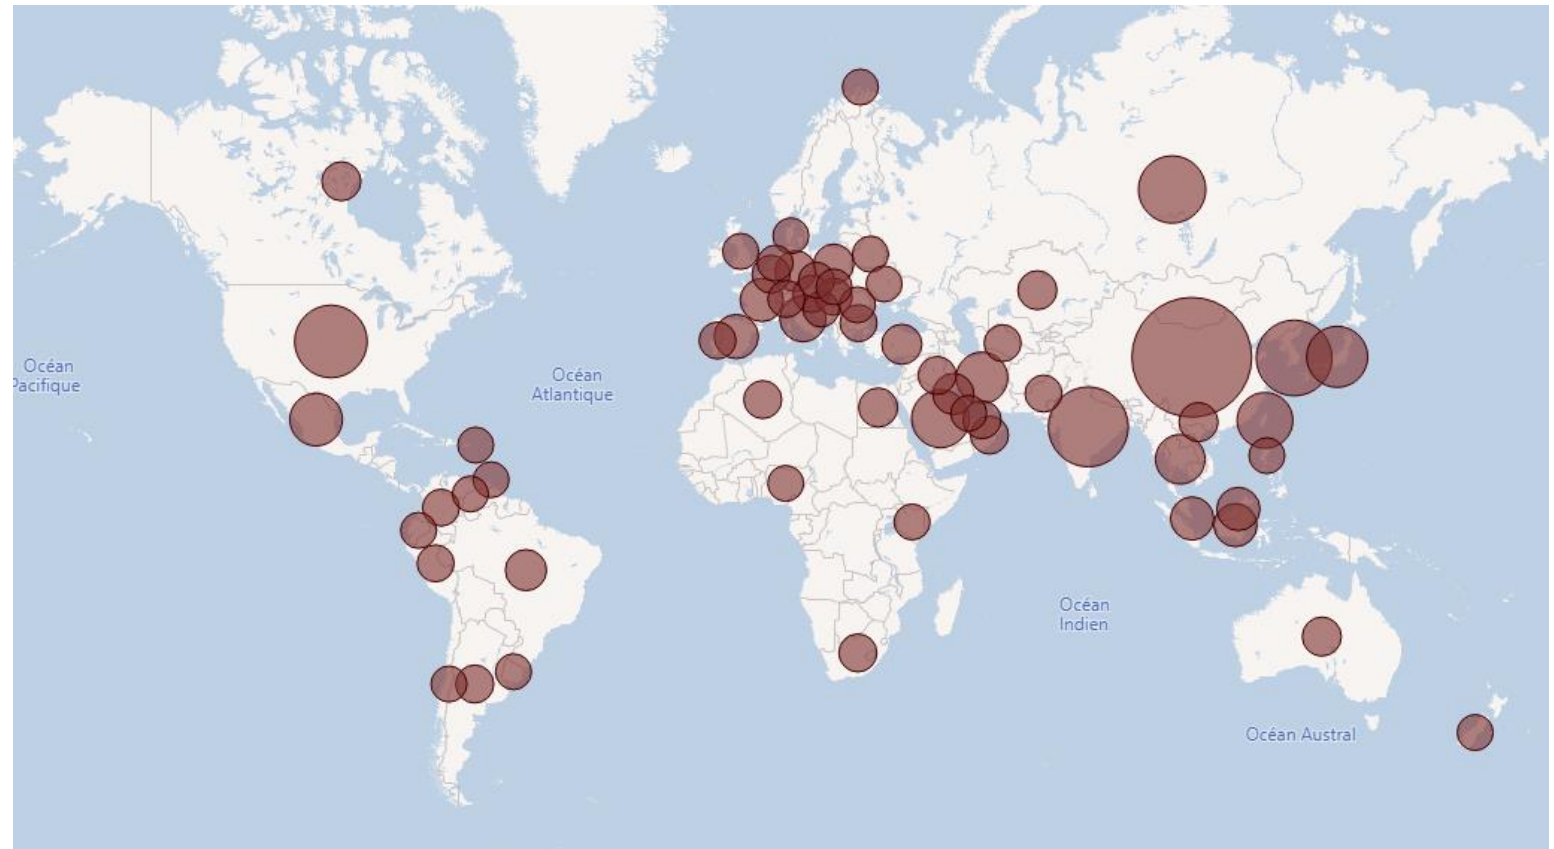 Océan
Pacifique
Océan
Atlantique
Océan
Indien
Océan Austral